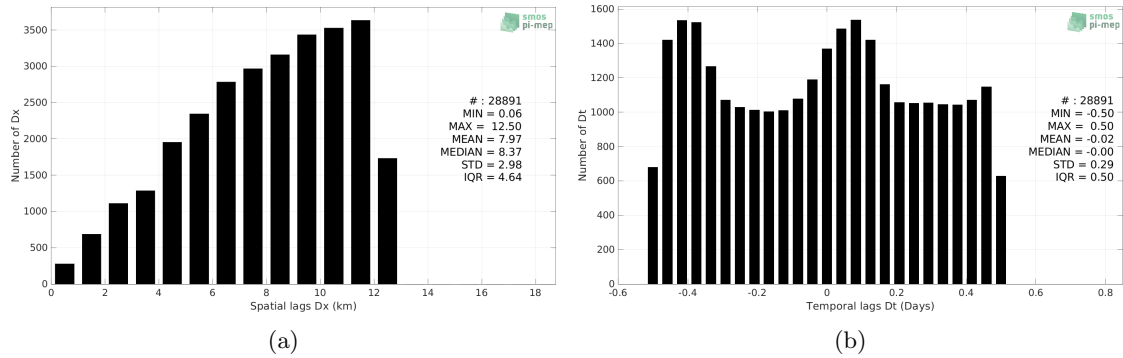 smos
pi-mep
3500
3000
2500
2000
1500
1000
500
0
Number of Dx
# : 28891
MIN = 0.06
MAX = 12.50
MEAN = 7.97
MEDIAN = 8.37
STD = 2.98
IQR = 4.64
0 2 4 6 8 10 12 14 16 18
Spatial lags Dx (km)
(a)
smos
pi-mep
1600
1400
1200
1000
800
600
400
200
0
Number of Dt
# : 28891
MIN = -0.50
MAX = 0.50
MEAN = -0.02
MEDIAN = -0.00
STD = 0.29
IQR = 0.50
-0.6 -0.4 -0.2 0 0.2 0.4 0.6 0.8
Temporal lags Dt (Days)
(b)